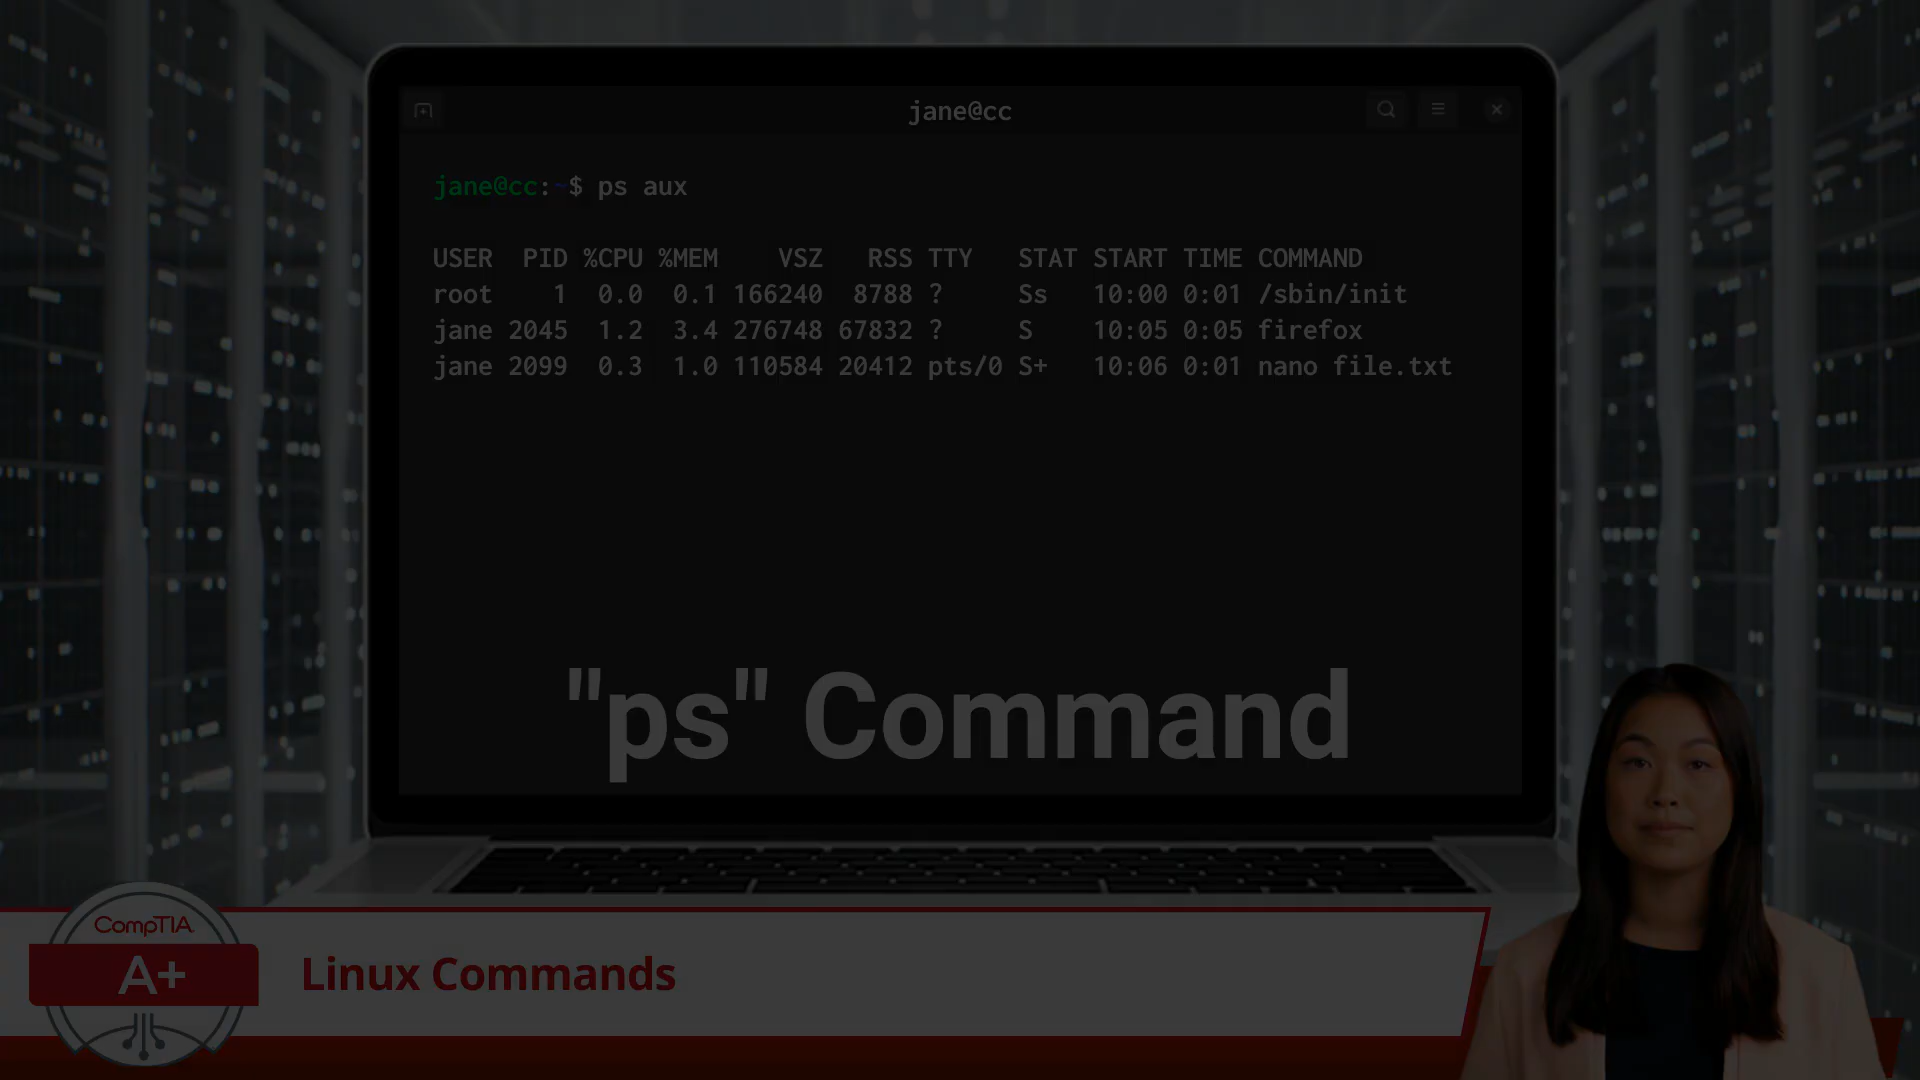 jane@cc
jane@cc:~$ ps aux
USER PID %CPU %MEM VSZ RSS TTY STAT START TIME COMMAND
root 1 0.0 0.1 166240 8788 ? Ss 10:00 0:01 /sbin/init
jane 2045 1.2 3.4 276748 67832 ? S 10:05 0:05 firefox
jane 2099 0.3 1.0 110584 20412 pts/0 S+ 10:06 0:01 nano file.txt
"ps" Command
CompTIA
A+
Linux Commands